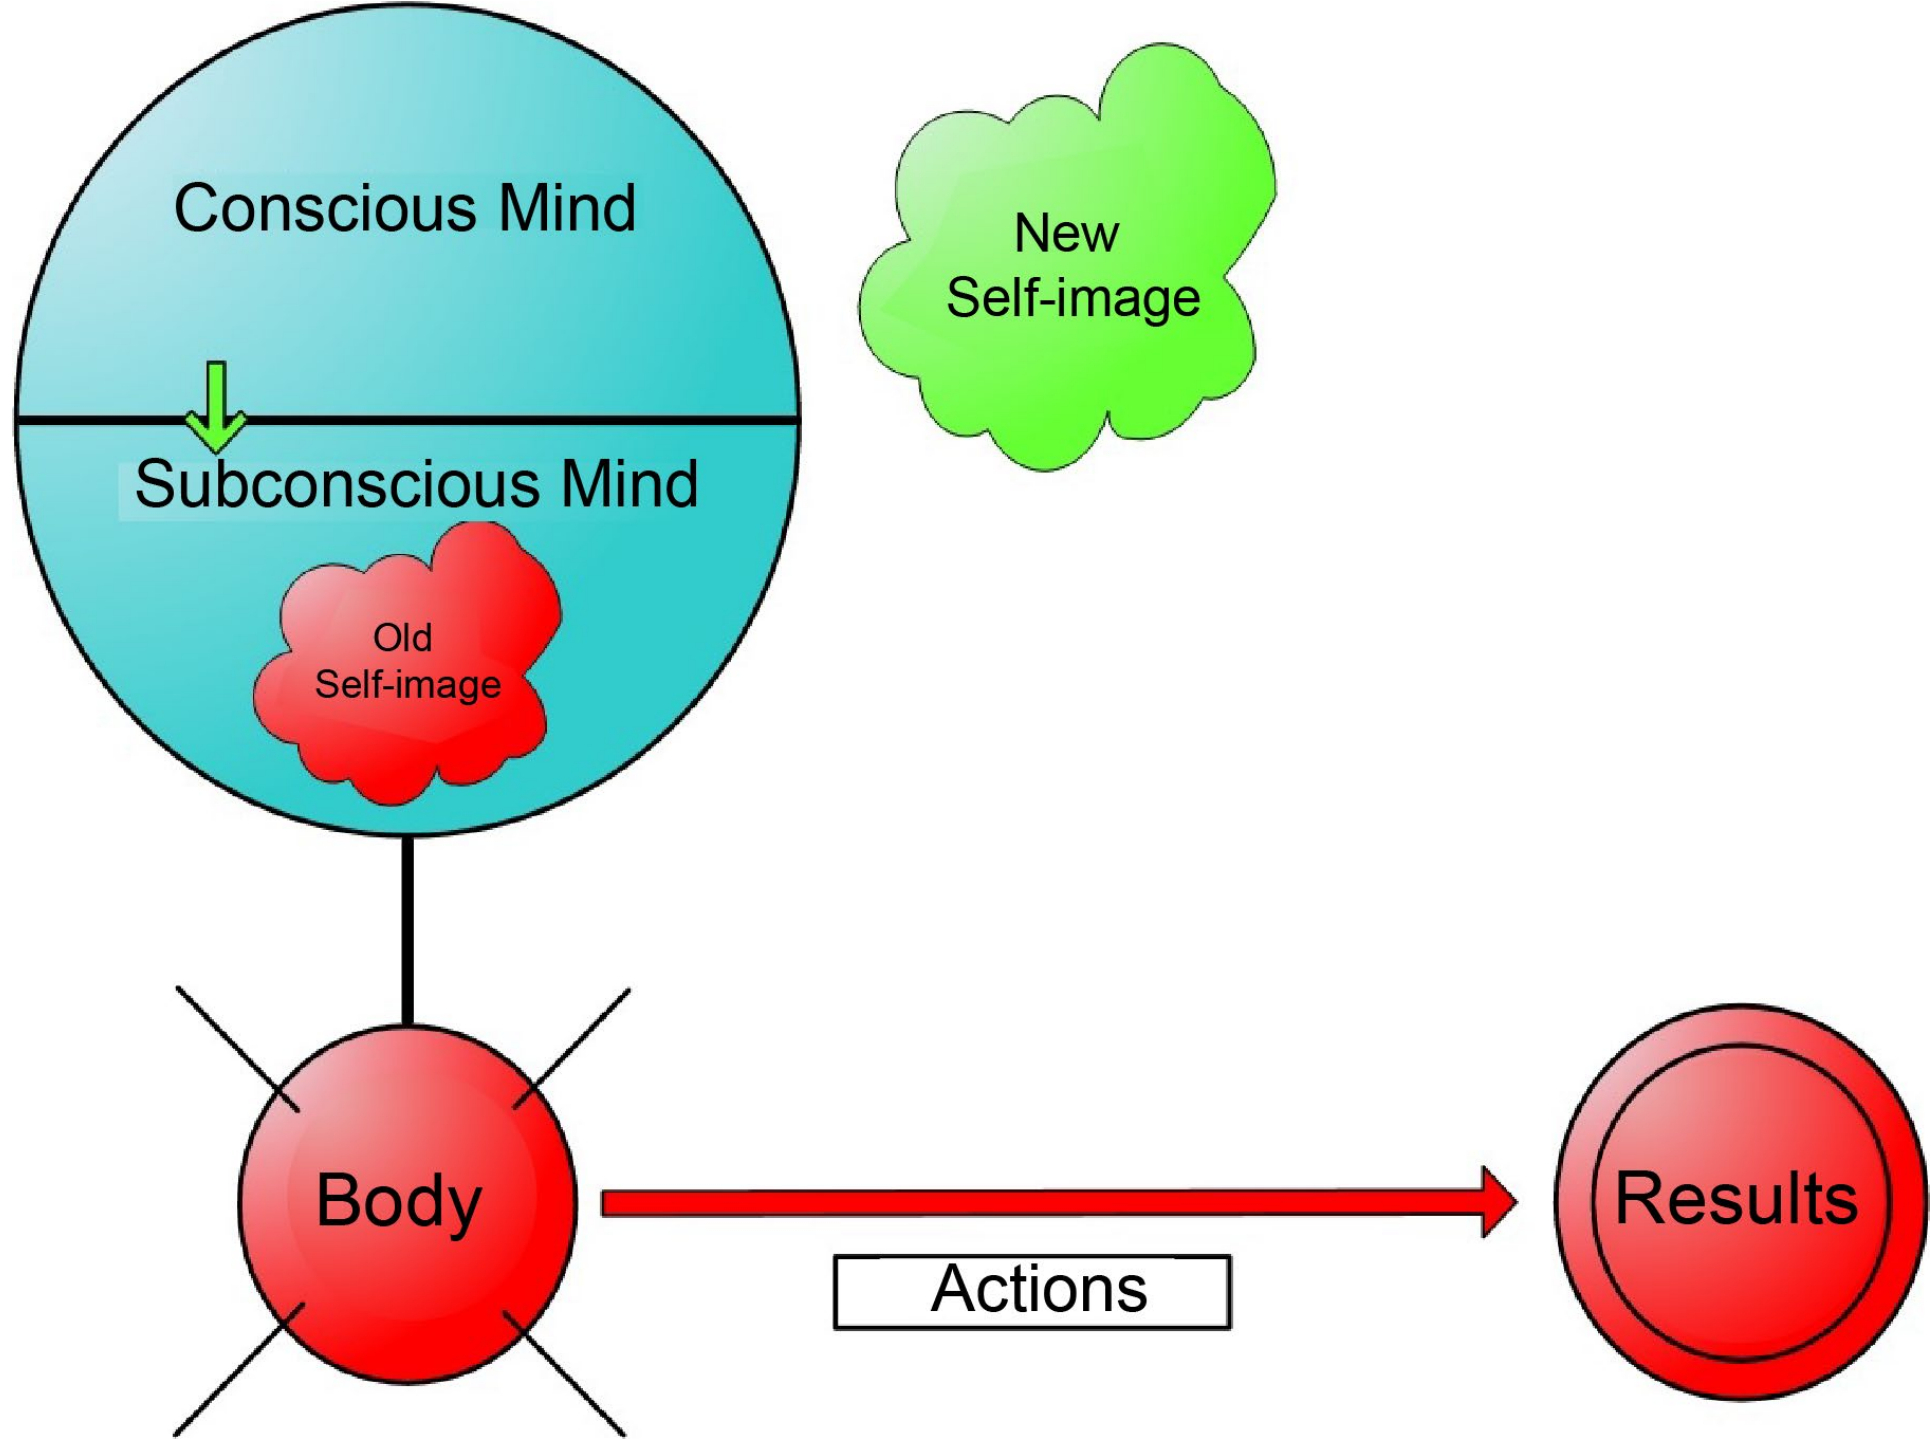 Conscious Mind
New
Self-image
Subconscious Mind
Old
Self-image
Body
Results
Actions